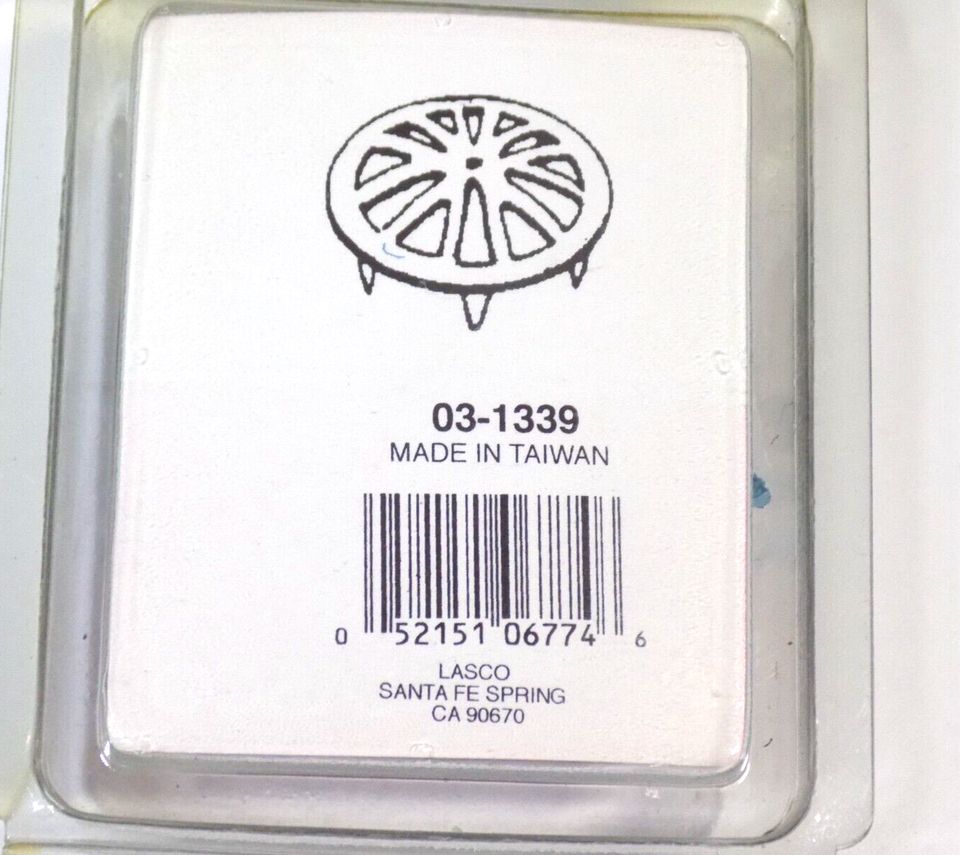 03-1339
MADE IN TAIWAN
0 52151 06774 6
LASCO
SANTA FE SPRING
CA 90670